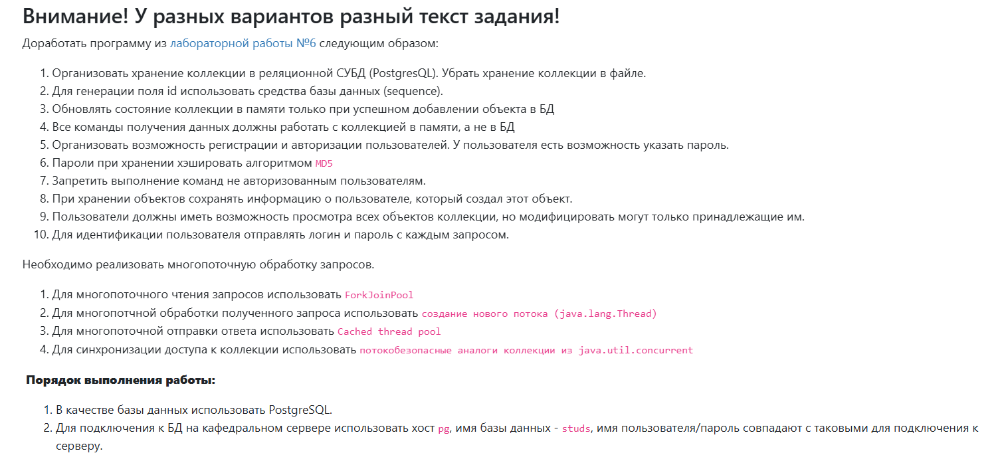 Внимание! У разных вариантов разный текст задания!
Доработать программу из лабораторной работы №6 следующим образом:
1. Организовать хранение коллекции в реляционной СУБД (PostgresQL). Убрать хранение коллекции в файле.
2. Для генерации поля id использовать средства базы данных (sequence).
3. Обновлять состояние коллекции в памяти только при успешном добавлении объекта в БД
4. Все команды получения данных должны работать с коллекцией в памяти, а не в БД
5. Организовать возможность регистрации и авторизации пользователей. У пользователя есть возможность указать пароль.
6. Пароли при хранении хэшировать алгоритмом MD5
7. Запретить выполнение команд не авторизованным пользователям.
8. При хранении объектов сохранять информацию о пользователе, который создал этот объект.
9. Пользователи должны иметь возможность просмотра всех объектов коллекции, но модифицировать могут только принадлежащие им.
10. Для идентификации пользователя отправлять логин и пароль с каждым запросом.
Необходимо реализовать многопоточную обработку запросов.
1. Для многопоточного чтения запросов использовать ForkJoinPool
2. Для многопотчной обработки полученного запроса использовать создание нового потока (java.lang.Thread)
3. Для многопоточной отправки ответа использовать Cached thread pool
4. Для синхронизации доступа к коллекции использовать потокобезопасные аналоги коллекции из java.util.concurrent
Порядок выполнения работы:
1. В качестве базы данных использовать PostgreSQL.
2. Для подключения к БД на кафедральном сервере использовать хост pg, имя базы данных - studs, имя пользователя/пароль совпадают с таковыми для подключения к
серверу.